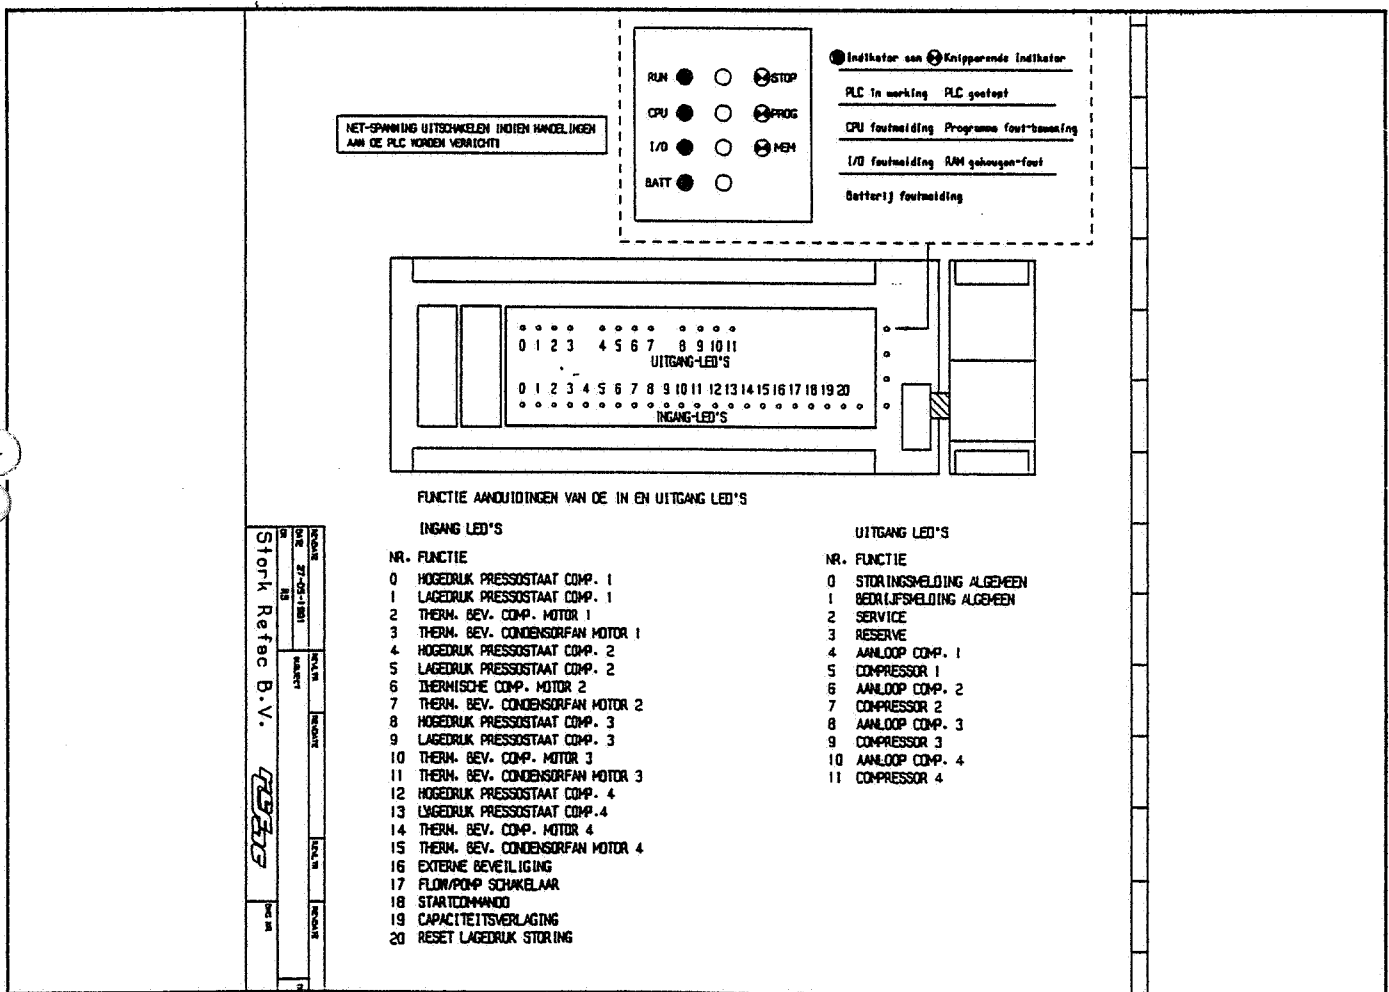 RUN STOP
CPU PROG
I/O MEM
BATT
Indikator aan Knipperende indikator
PLC in werking PLC gestopt
CPU foutmelding Programma fout-
I/O foutmelding RAM geheugen-fout
Batterij foutmelding
NET-SPANNING UITSCHAKELEN INDIEN HANDELINGEN
AAN DE PLC WORDEN VERRICHT!
0 1 2 3 4 5 6 7 8 9 10 11
UITGANG-LED'S
0 1 2 3 4 5 6 7 8 9 10 11 12 13 14 15 16 17 18 19 20
INGANG-LED'S
FUNCTIE AANDUIDINGEN VAN DE IN EN UITGANG LED'S
INGANG LED'S
NR. FUNCTIE
0 HOGEDRUK PRESSOSTAAT COMP. 1
1 LAGEDRUK PRESSOSTAAT COMP. 1
2 THERM. BEV. COMP. MOTOR 1
3 THERM. BEV. CONDENSORFAN MOTOR 1
4 HOGEDRUK PRESSOSTAAT COMP. 2
5 LAGEDRUK PRESSOSTAAT COMP. 2
6 THERMISCHE COMP. MOTOR 2
7 THERM. BEV. CONDENSORFAN MOTOR 2
8 HOGEDRUK PRESSOSTAAT COMP. 3
9 LAGEDRUK PRESSOSTAAT COMP. 3
10 THERM. BEV. COMP. MOTOR 3
11 THERM. BEV. CONDENSORFAN MOTOR 3
12 HOGEDRUK PRESSOSTAAT COMP. 4
13 LAGEDRUK PRESSOSTAAT COMP.4
14 THERM. BEV. COMP. MOTOR 4
15 THERM. BEV. CONDENSORFAN MOTOR 4
16 EXTERNE BEVEILIGING
17 FLOW/POMP SCHAKELAAR
18 STARTCOMMANDO
19 CAPACITEITSVERLAGING
20 RESET LAGEDRUK STORING
UITGANG LED'S
NR. FUNCTIE
0 STORINGSMELDING ALGEMEEN
1 BEDRIJFSMELDING ALGEMEEN
2 SERVICE
3 RESERVE
4 AANLOOP COMP. 1
5 COMPRESSOR 1
6 AANLOOP COMP. 2
7 COMPRESSOR 2
8 AANLOOP COMP. 3
9 COMPRESSOR 3
10 AANLOOP COMP. 4
11 COMPRESSOR 4
Stork Refac B.V.
DATE 27-05-1991
SUBJECT